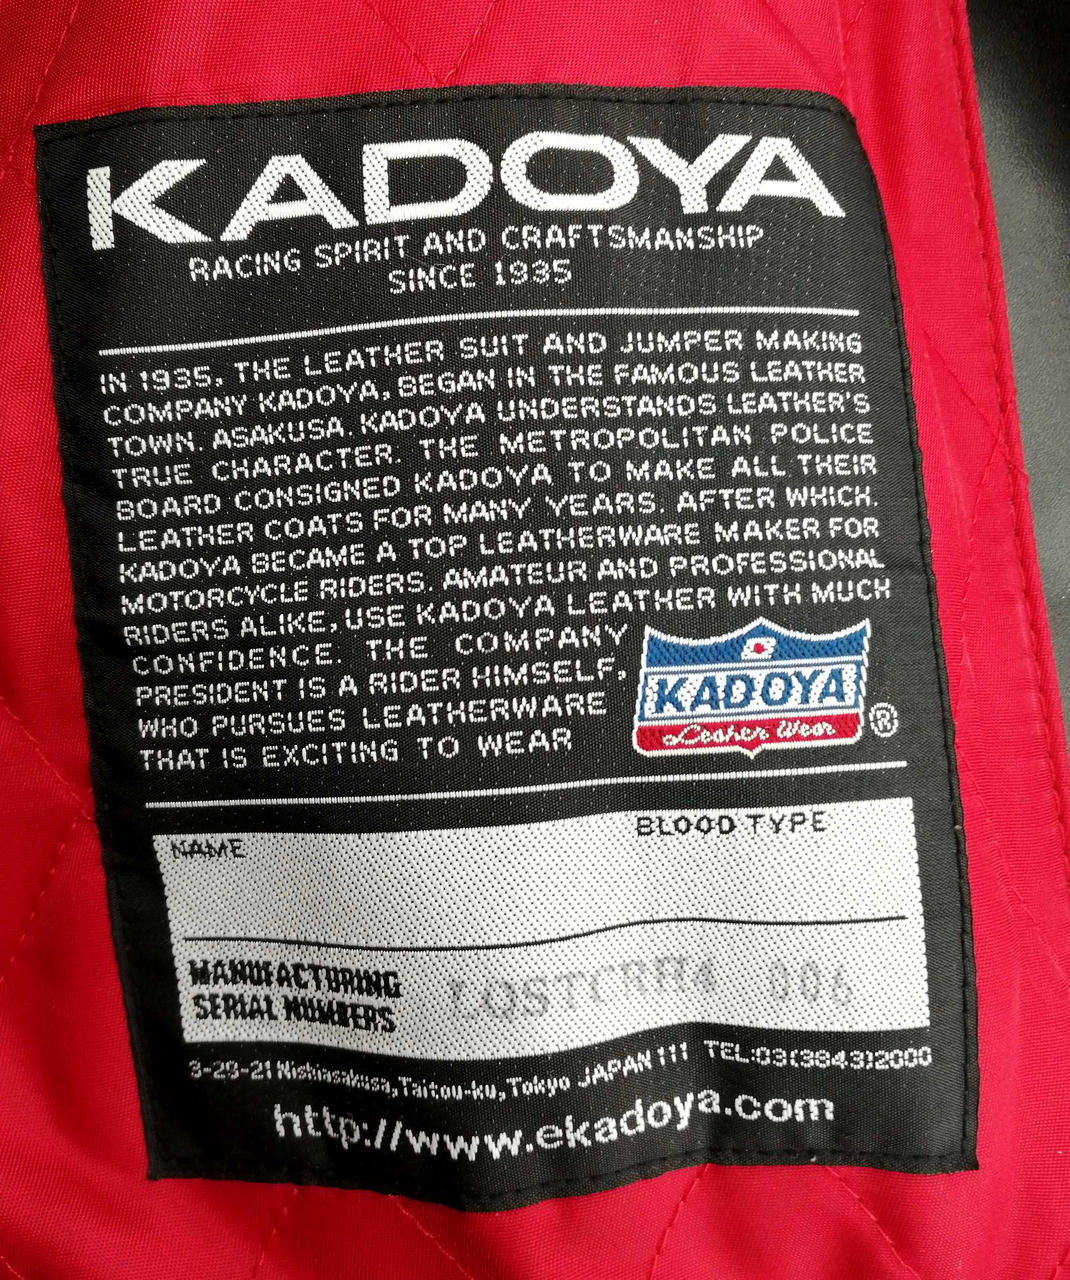 KADOYA
RACING SPIRIT AND CRAFTSMANSHIP
SINCE 1935
IN 1935, THE LEATHER SUIT AND JUMPER MAKING
COMPANY KADOYA, BEGAN IN THE FAMOUS LEATHER
TOWN. ASAKUSA. KADOYA UNDERSTANDS LEATHER'S
TRUE CHARACTER. THE METROPOLITAN POLICE
BOARD CONSIGNED KADOYA TO MAKE ALL THEIR
LEATHER COATS FOR MANY YEARS. AFTER WHICH.
KADOYA BECAME A TOP LEATHERWARE MAKER FOR
MOTORCYCLE RIDERS. AMATEUR AND PROFESSIONAL
RIDERS ALIKE, USE KADOYA LEATHER WITH MUCH
CONFIDENCE. THE COMPANY
PRESIDENT IS A RIDER HIMSELF,
WHO PURSUES LEATHERWARE
THAT IS EXCITING TO WEAR
KADOYA
Leather Wear
®
NAME
BLOOD TYPE
MANUFACTURING
SERIAL NUMBERS
006
3-29-21 Nishiasakusa, Taitou-ku, Tokyo JAPAN 111 TEL:03(3843)2000
http://www.ekadoya.com